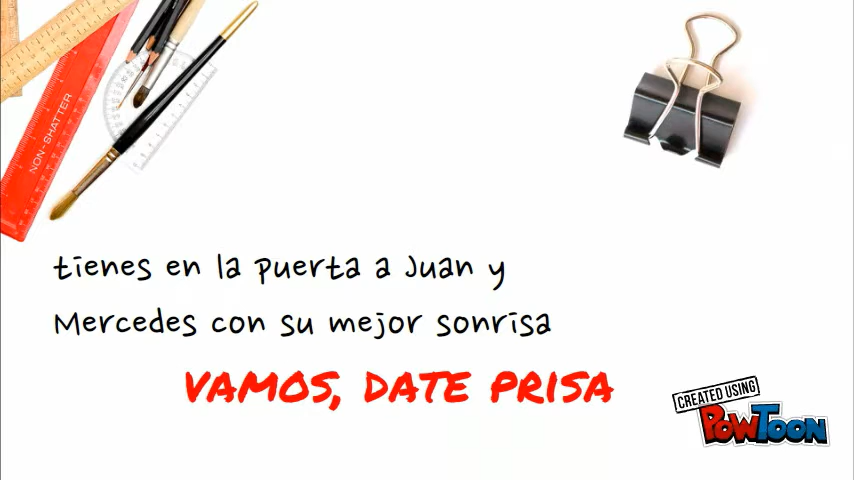 NON-SHATTER
tienes en la puerta a Juan y
Mercedes con su mejor sonrisa
VAMOS, DATE PRISA
CREATED USING
POWTOON